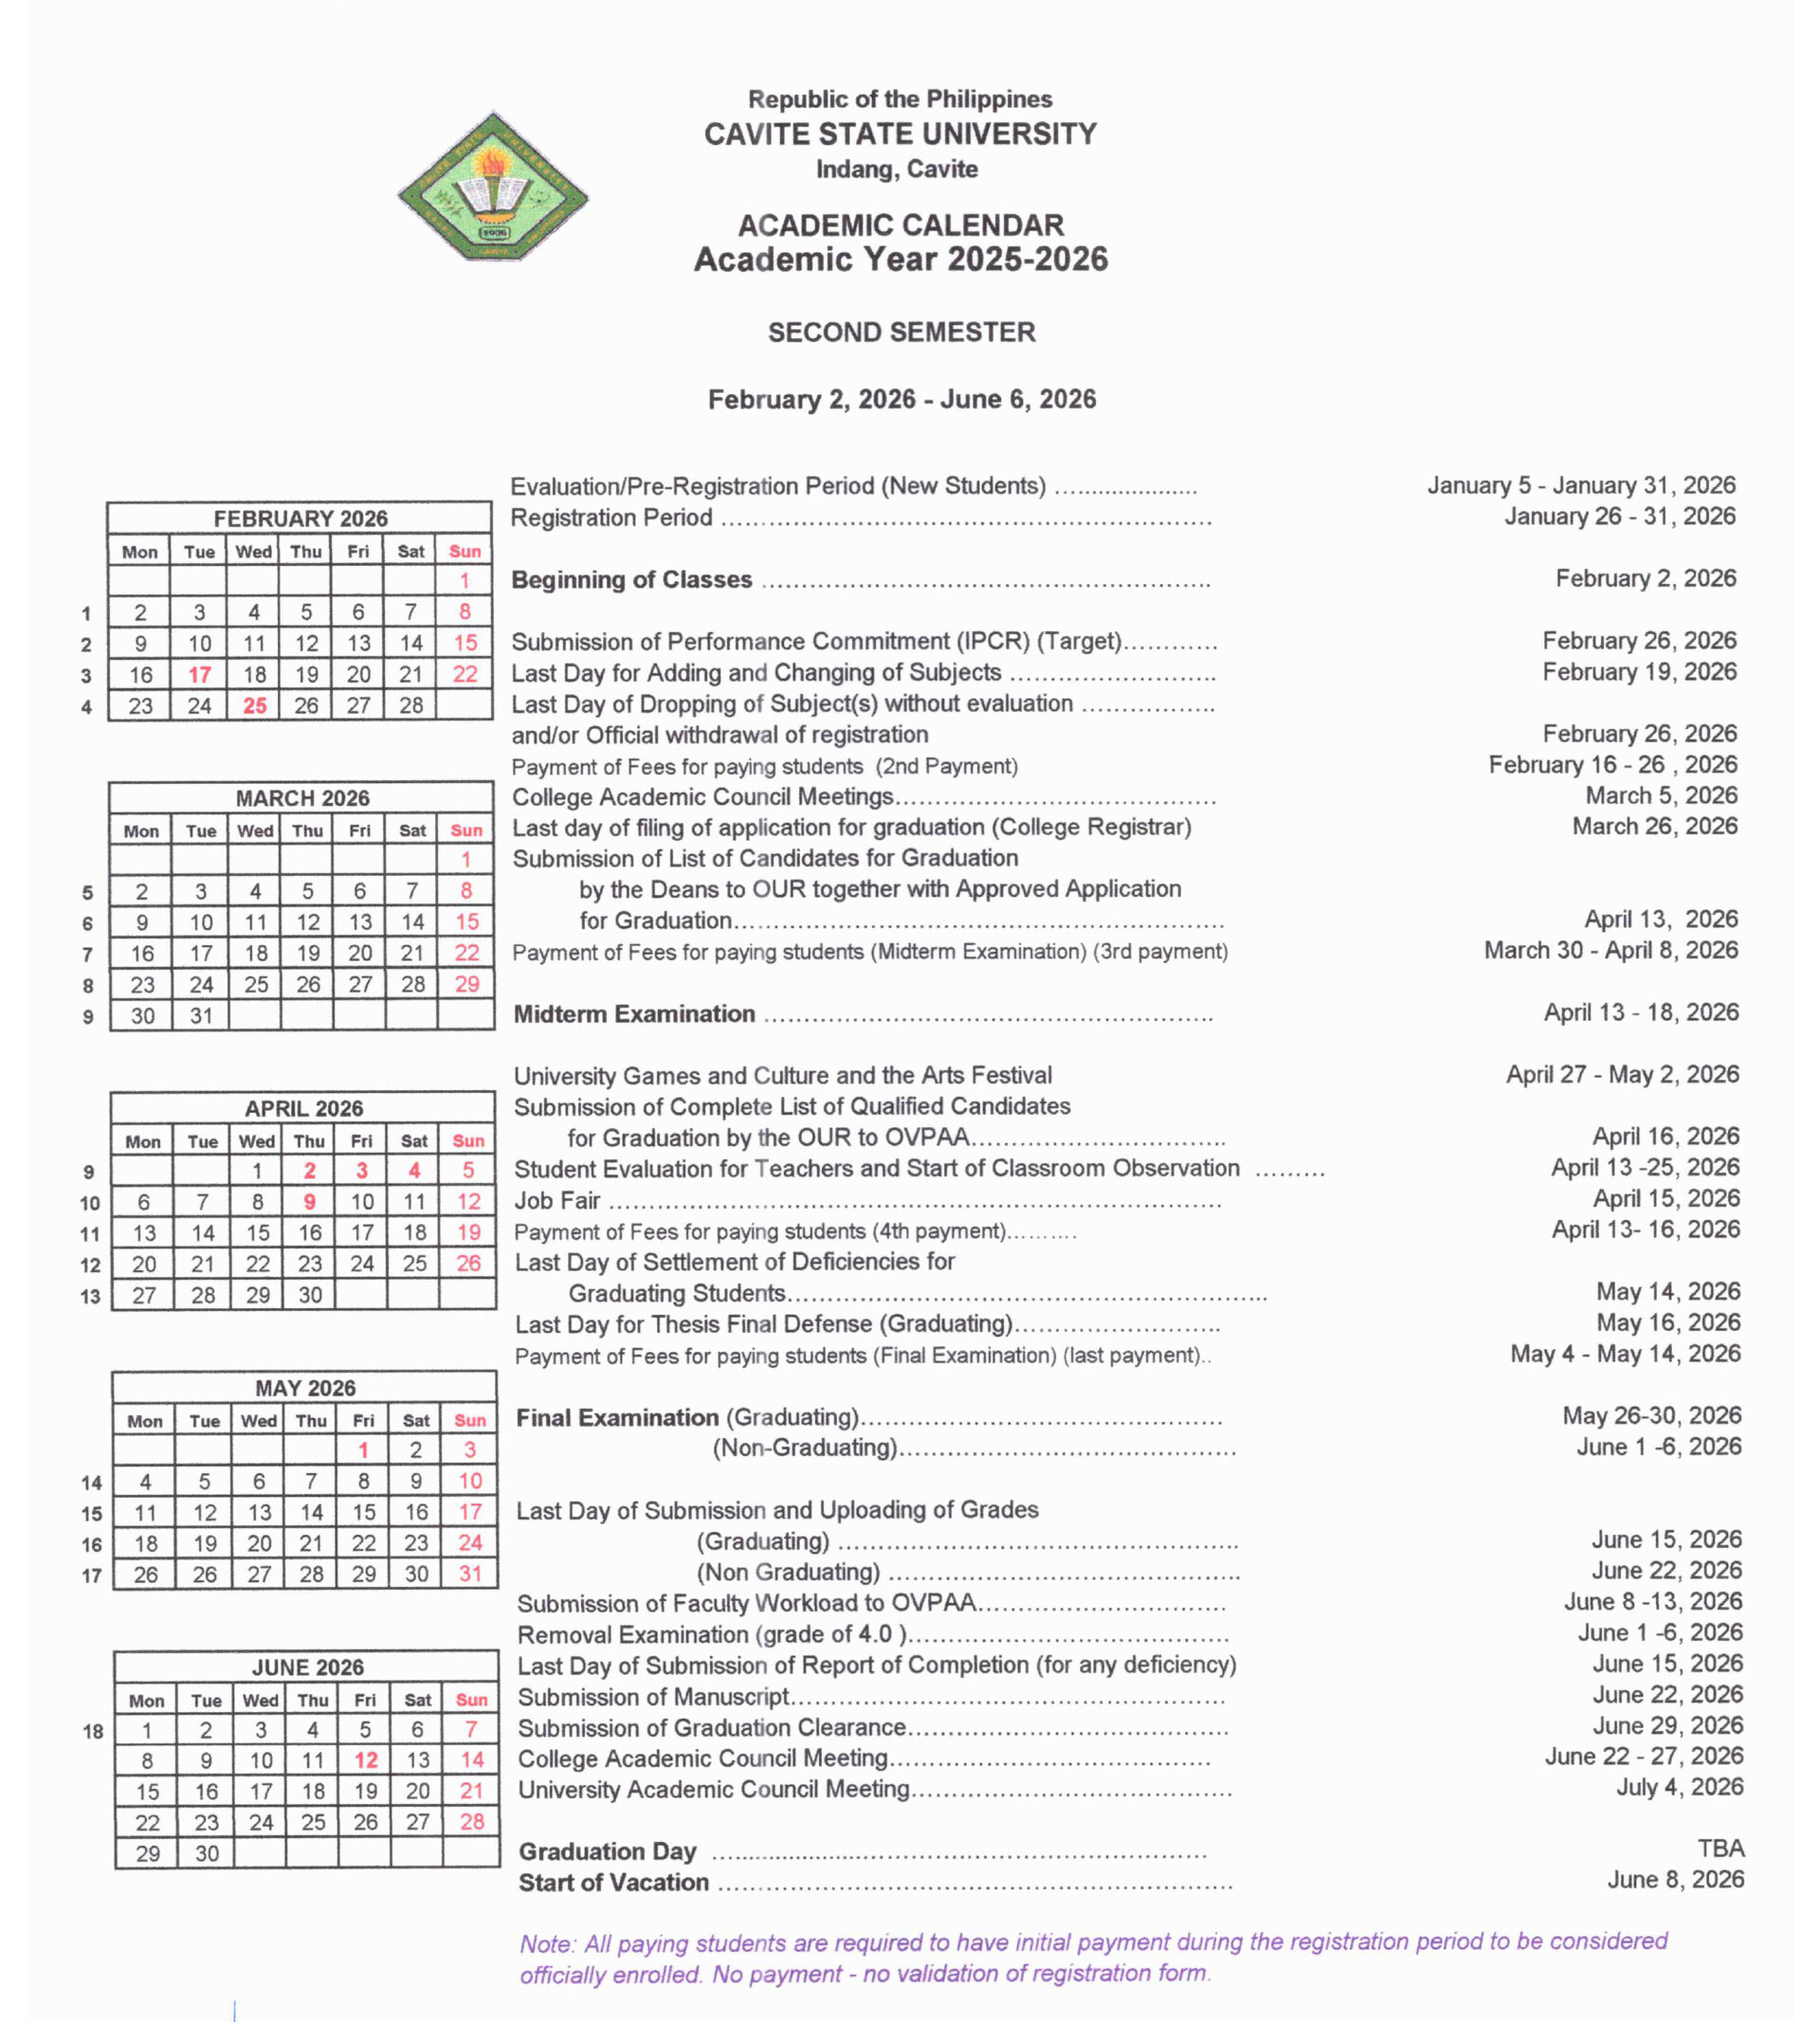 Republic of the Philippines
CAVITE STATE UNIVERSITY
Indang, Cavite
ACADEMIC CALENDAR
Academic Year 2025-2026
SECOND SEMESTER
February 2, 2026 - June 6, 2026
1906
FEBRUARY 2026
Mon Tue Wed Thu Fri Sat Sun
1
1 2 3 4 5 6 7 8
2 9 10 11 12 13 14 15
3 16 17 18 19 20 21 22
4 23 24 25 26 27 28
MARCH 2026
Mon Tue Wed Thu Fri Sat Sun
1
5 2 3 4 5 6 7 8
6 9 10 11 12 13 14 15
7 16 17 18 19 20 21 22
8 23 24 25 26 27 28 29
9 30 31
APRIL 2026
Mon Tue Wed Thu Fri Sat Sun
9 1 2 3 4 5
10 6 7 8 9 10 11 12
11 13 14 15 16 17 18 19
12 20 21 22 23 24 25 26
13 27 28 29 30
MAY 2026
Mon Tue Wed Thu Fri Sat Sun
1 2 3
14 4 5 6 7 8 9 10
15 11 12 13 14 15 16 17
16 18 19 20 21 22 23 24
17 26 26 27 28 29 30 31
JUNE 2026
Mon Tue Wed Thu Fri Sat Sun
18 1 2 3 4 5 6 7
8 9 10 11 12 13 14
15 16 17 18 19 20 21
22 23 24 25 26 27 28
29 30
Evaluation/Pre-Registration Period (New Students) .................... January 5 - January 31, 2026
Registration Period .................... January 26 - 31, 2026
Beginning of Classes .................... February 2, 2026
Submission of Performance Commitment (IPCR) (Target)............ February 26, 2026
Last Day for Adding and Changing of Subjects .................... February 19, 2026
Last Day of Dropping of Subject(s) without evaluation .................
and/or Official withdrawal of registration February 26, 2026
Payment of Fees for paying students (2nd Payment) February 16 - 26 , 2026
College Academic Council Meetings.................... March 5, 2026
Last day of filing of application for graduation (College Registrar) March 26, 2026
Submission of List of Candidates for Graduation
by the Deans to OUR together with Approved Application
for Graduation.................... April 13, 2026
Payment of Fees for paying students (Midterm Examination) (3rd payment) March 30 - April 8, 2026
Midterm Examination .................... April 13 - 18, 2026
University Games and Culture and the Arts Festival April 27 - May 2, 2026
Submission of Complete List of Qualified Candidates
for Graduation by the OUR to OVPAA.................... April 16, 2026
Student Evaluation for Teachers and Start of Classroom Observation ......... April 13 -25, 2026
Job Fair .................... April 15, 2026
Payment of Fees for paying students (4th payment).......... April 13- 16, 2026
Last Day of Settlement of Deficiencies for
Graduating Students.................... May 14, 2026
Last Day for Thesis Final Defense (Graduating).................... May 16, 2026
Payment of Fees for paying students (Final Examination) (last payment).. May 4 - May 14, 2026
Final Examination (Graduating).................... May 26-30, 2026
(Non-Graduating).................... June 1 -6, 2026
Last Day of Submission and Uploading of Grades
(Graduating) .................... June 15, 2026
(Non Graduating) .................... June 22, 2026
Submission of Faculty Workload to OVPAA.................... June 8 -13, 2026
Removal Examination (grade of 4.0 ).................... June 1 -6, 2026
Last Day of Submission of Report of Completion (for any deficiency) June 15, 2026
Submission of Manuscript.................... June 22, 2026
Submission of Graduation Clearance.................... June 29, 2026
College Academic Council Meeting.................... June 22 - 27, 2026
University Academic Council Meeting.................... July 4, 2026
Graduation Day .................... TBA
Start of Vacation .................... June 8, 2026
Note: All paying students are required to have initial payment during the registration period to be considered
officially enrolled. No payment - no validation of registration form.